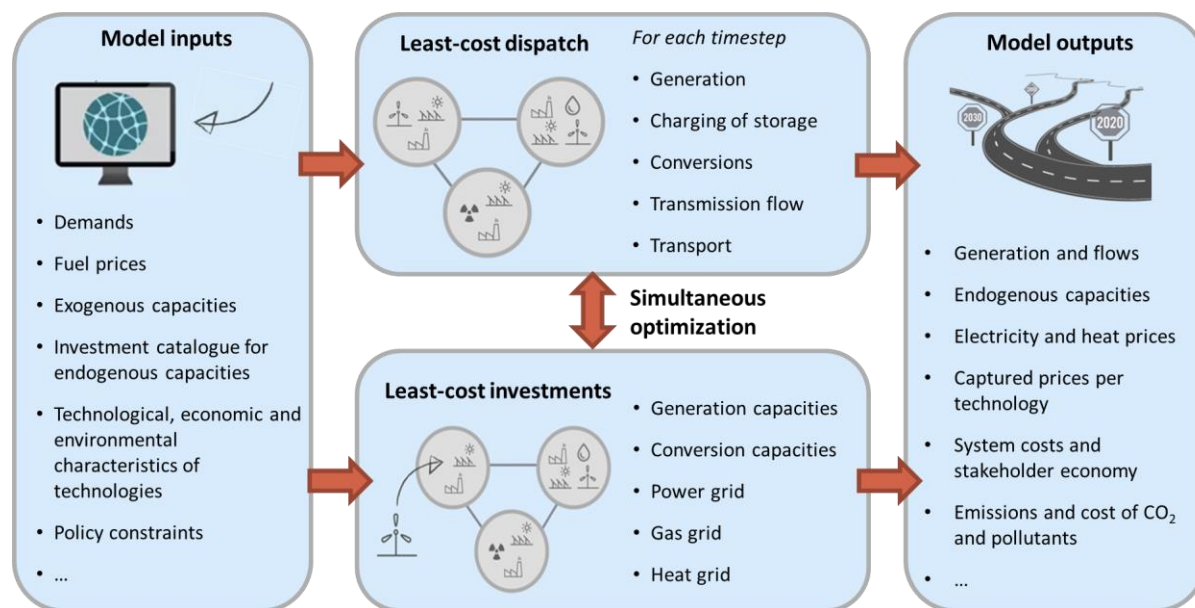 Model inputs
• Demands
• Fuel prices
• Exogenous capacities
• Investment catalogue for
endogenous capacities
• Technological, economic and
environmental
characteristics of
technologies
• Policy constraints
• ...
Least-cost dispatch
For each timestep
• Generation
• Charging of storage
• Conversions
• Transmission flow
• Transport
Simultaneous
optimization
Least-cost investments
• Generation capacities
• Conversion capacities
• Power grid
• Gas grid
• Heat grid
Model outputs
2030
2020
• Generation and flows
• Endogenous capacities
• Electricity and heat prices
• Captured prices per
technology
• System costs and
stakeholder economy
• Emissions and cost of CO₂
and pollutants
• ...